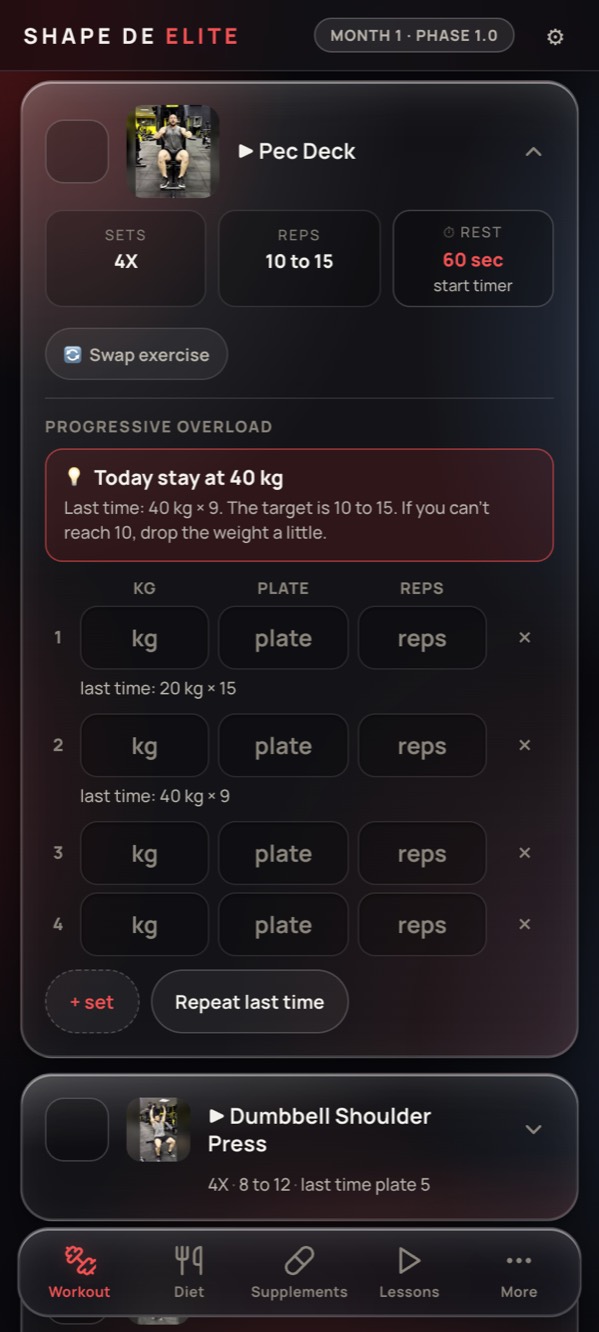 SHAPE DE ELITE
MONTH 1 · PHASE 1.0
Pec Deck
SETS
4X
REPS
10 to 15
REST
60 sec
start timer
Swap exercise
PROGRESSIVE OVERLOAD
Today stay at 40 kg
Last time: 40 kg × 9. The target is 10 to 15. If you can't
reach 10, drop the weight a little.
KG PLATE REPS
1 kg plate reps ×
last time: 20 kg × 15
2 kg plate reps ×
last time: 40 kg × 9
3 kg plate reps ×
4 kg plate reps ×
+ set
Repeat last time
Dumbbell Shoulder
Press
4X · 8 to 12 · last time plate 5
Workout Diet Supplements Lessons More